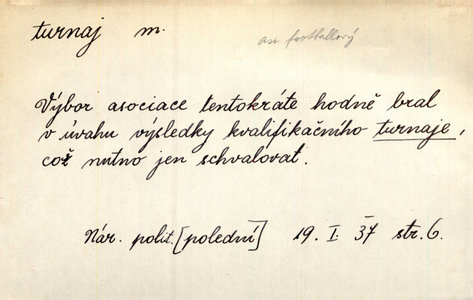 turnaj m.
asi footballový
Výbor asociace tentokráte hodně bral
v úvahu výsledky kvalifikačního turnaje,
což nutno jen schvalovat.
Nár. polit. [polední] 19. I. 37 str. 6.